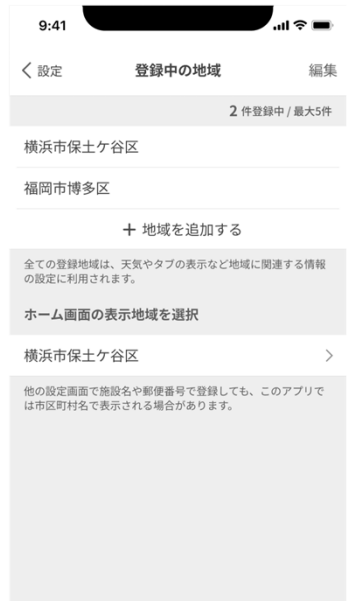 9:41
設定 登録中の地域 編集
2 件登録中 / 最大5件
横浜市保土ケ谷区
福岡市博多区
+ 地域を追加する
全ての登録地域は、天気やタブの表示など地域に関連する情報
の設定に利用されます。
ホーム画面の表示地域を選択
横浜市保土ケ谷区
他の設定画面で施設名や郵便番号で登録しても、このアプリで
は市区町村名で表示される場合があります。